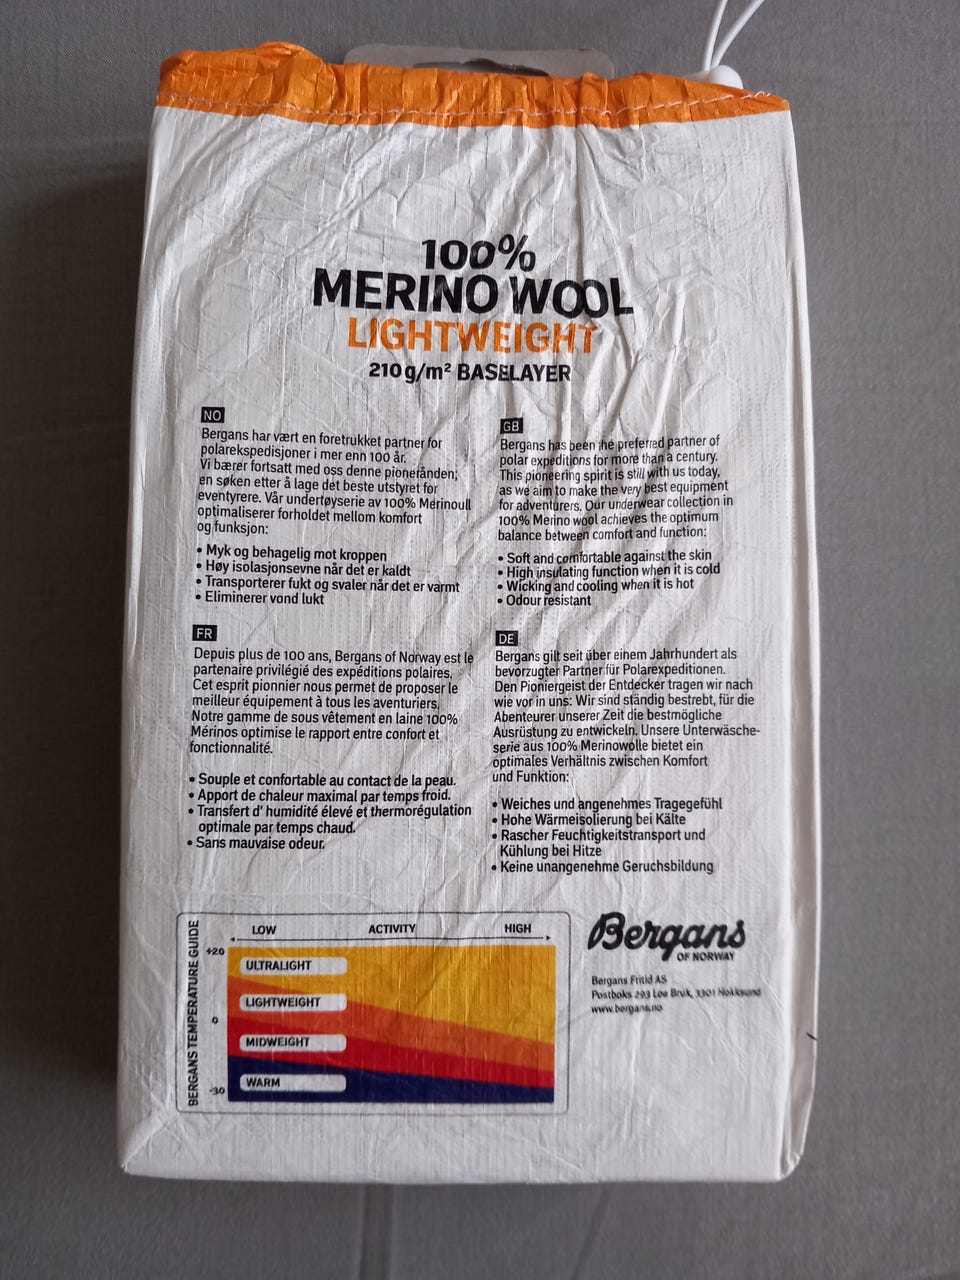 100%
MERINO WOOL
LIGHTWEIGHT
210 g/m² BASELAYER
NO
Bergans har vært en foretrukket partner for
polarekspedisjoner i mer enn 100 år.
Vi bærer fortsatt med oss denne pionerånden;
en søken etter å lage det beste utstyret for
eventyrere. Vår undertøyserie av 100% Merinoull
optimaliserer forholdet mellom komfort
og funksjon:
• Myk og behagelig mot kroppen
• Høy isolasjonsevne når det er kaldt
• Transporterer fukt og svaler når det er varmt
• Eliminerer vond lukt
GB
Bergans has been the preferred partner of
polar expeditions for more than a century.
This pioneering spirit is still with us today,
as we aim to make the very best equipment
for adventurers. Our underwear collection in
100% Merino wool achieves the optimum
balance between comfort and function:
• Soft and comfortable against the skin
• High insulating function when it is cold
• Wicking and cooling when it is hot
• Odour resistant
FR
Depuis plus de 100 ans, Bergans of Norway est le
partenaire privilégié des expéditions polaires.
Cet esprit pionnier nous permet de proposer le
meilleur équipement à tous les aventuriers.
Notre gamme de sous vêtement en laine 100%
Mérinos optimise le rapport entre confort et
fonctionnalité.
• Souple et confortable au contact de la peau.
• Apport de chaleur maximal par temps froid.
• Transfert d' humidité élevé et thermorégulation
optimale par temps chaud.
• Sans mauvaise odeur.
DE
Bergans gilt seit über einem Jahrhundert als
bevorzugter Partner für Polarexpeditionen.
Den Pioniergeist der Entdecker tragen wir nach
wie vor in uns: Wir sind ständig bestrebt, für die
Abenteurer unserer Zeit die bestmögliche
Ausrüstung zu entwickeln. Unsere Unterwäsche-
serie aus 100% Merinowolle bietet ein
optimales Verhältnis zwischen Komfort
und Funktion:
• Weiches und angenehmes Tragegefühl
• Hohe Wärmeisolierung bei Kälte
• Rascher Feuchtigkeitstransport und
Kühlung bei Hitze
• Keine unangenehme Geruchsbildung
BERGANS TEMPERATURE GUIDE
LOW ACTIVITY HIGH
+20
ULTRALIGHT
LIGHTWEIGHT
0
MIDWEIGHT
WARM
-30
Bergans
OF NORWAY
Bergans Fritid AS
Postboks 293 Loe Bruk, 3301 Hokksund
www.bergans.no